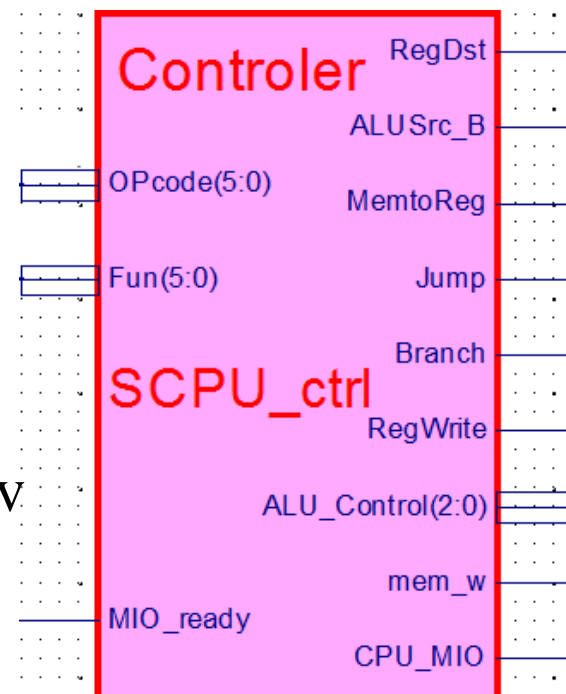 Controler
RegDst
ALUSrc_B
OPcode(5:0)
MemtoReg
Fun(5:0)
Jump
Branch
SCPU_ctrl
RegWrite
v
ALU_Control(2:0)
mem_w
MIO_ready
CPU_MIO